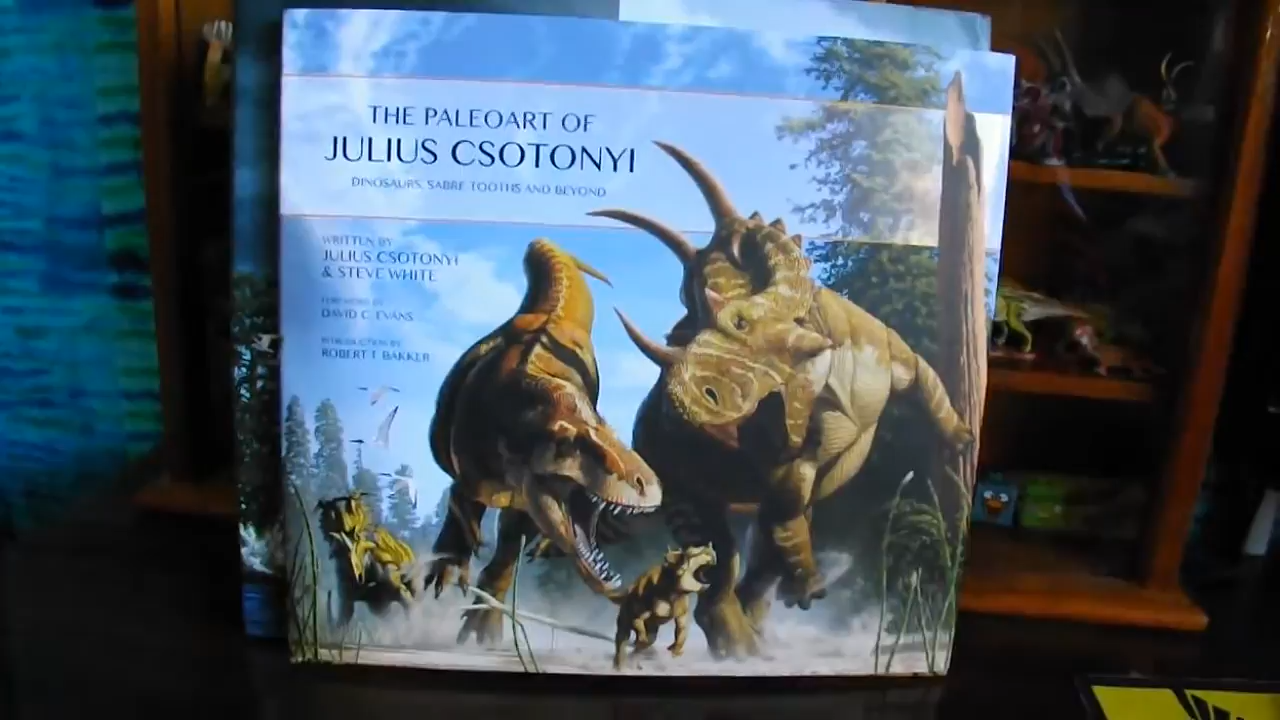 THE PALEOART OF
JULIUS CSOTONYI
DINOSAURS, SABRE-TOOTHS AND BEYOND
WRITTEN BY
JULIUS CSOTONYI
& STEVE WHITE
FOREWORD BY
DAVID C. EVANS
INTRODUCTION BY
ROBERT T. BAKKER